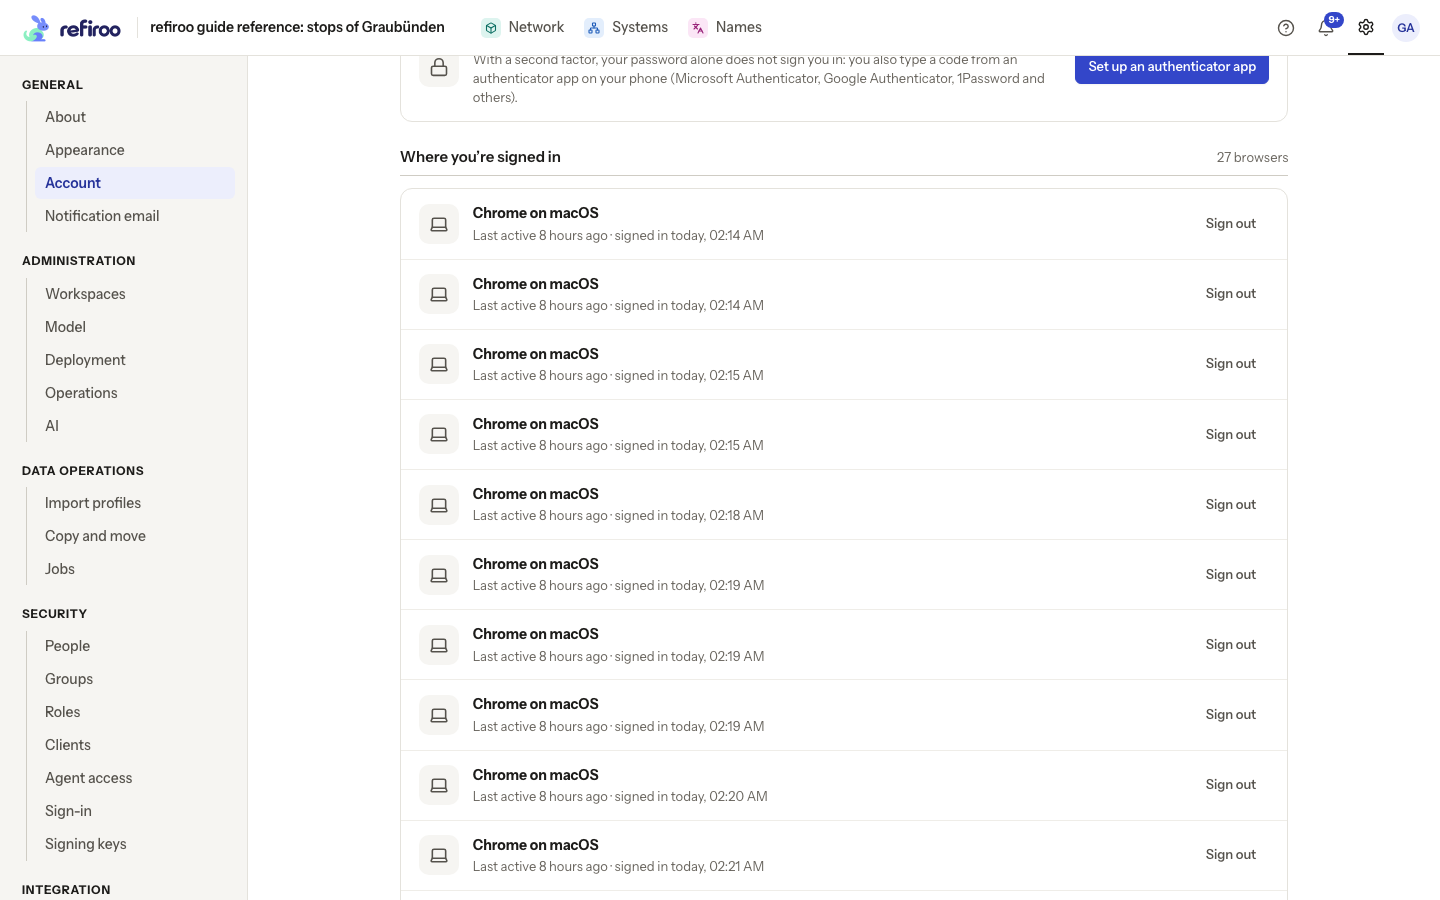 refiroo
refiroo guide reference: stops of Graubünden
Network
Systems
Names
9+
GA
GENERAL
About
Appearance
Account
Notification email
ADMINISTRATION
Workspaces
Model
Deployment
Operations
AI
DATA OPERATIONS
Import profiles
Copy and move
Jobs
SECURITY
People
Groups
Roles
Clients
Agent access
Sign-in
Signing keys
INTEGRATION
With a second factor, your password alone does not sign you in: you also type a code from an
authenticator app on your phone (Microsoft Authenticator, Google Authenticator, 1Password and
others).
Set up an authenticator app
Where you’re signed in
27 browsers
Chrome on macOS
Last active 8 hours ago · signed in today, 02:14 AM
Sign out
Chrome on macOS
Last active 8 hours ago · signed in today, 02:14 AM
Sign out
Chrome on macOS
Last active 8 hours ago · signed in today, 02:15 AM
Sign out
Chrome on macOS
Last active 8 hours ago · signed in today, 02:15 AM
Sign out
Chrome on macOS
Last active 8 hours ago · signed in today, 02:18 AM
Sign out
Chrome on macOS
Last active 8 hours ago · signed in today, 02:19 AM
Sign out
Chrome on macOS
Last active 8 hours ago · signed in today, 02:19 AM
Sign out
Chrome on macOS
Last active 8 hours ago · signed in today, 02:19 AM
Sign out
Chrome on macOS
Last active 8 hours ago · signed in today, 02:20 AM
Sign out
Chrome on macOS
Last active 8 hours ago · signed in today, 02:21 AM
Sign out